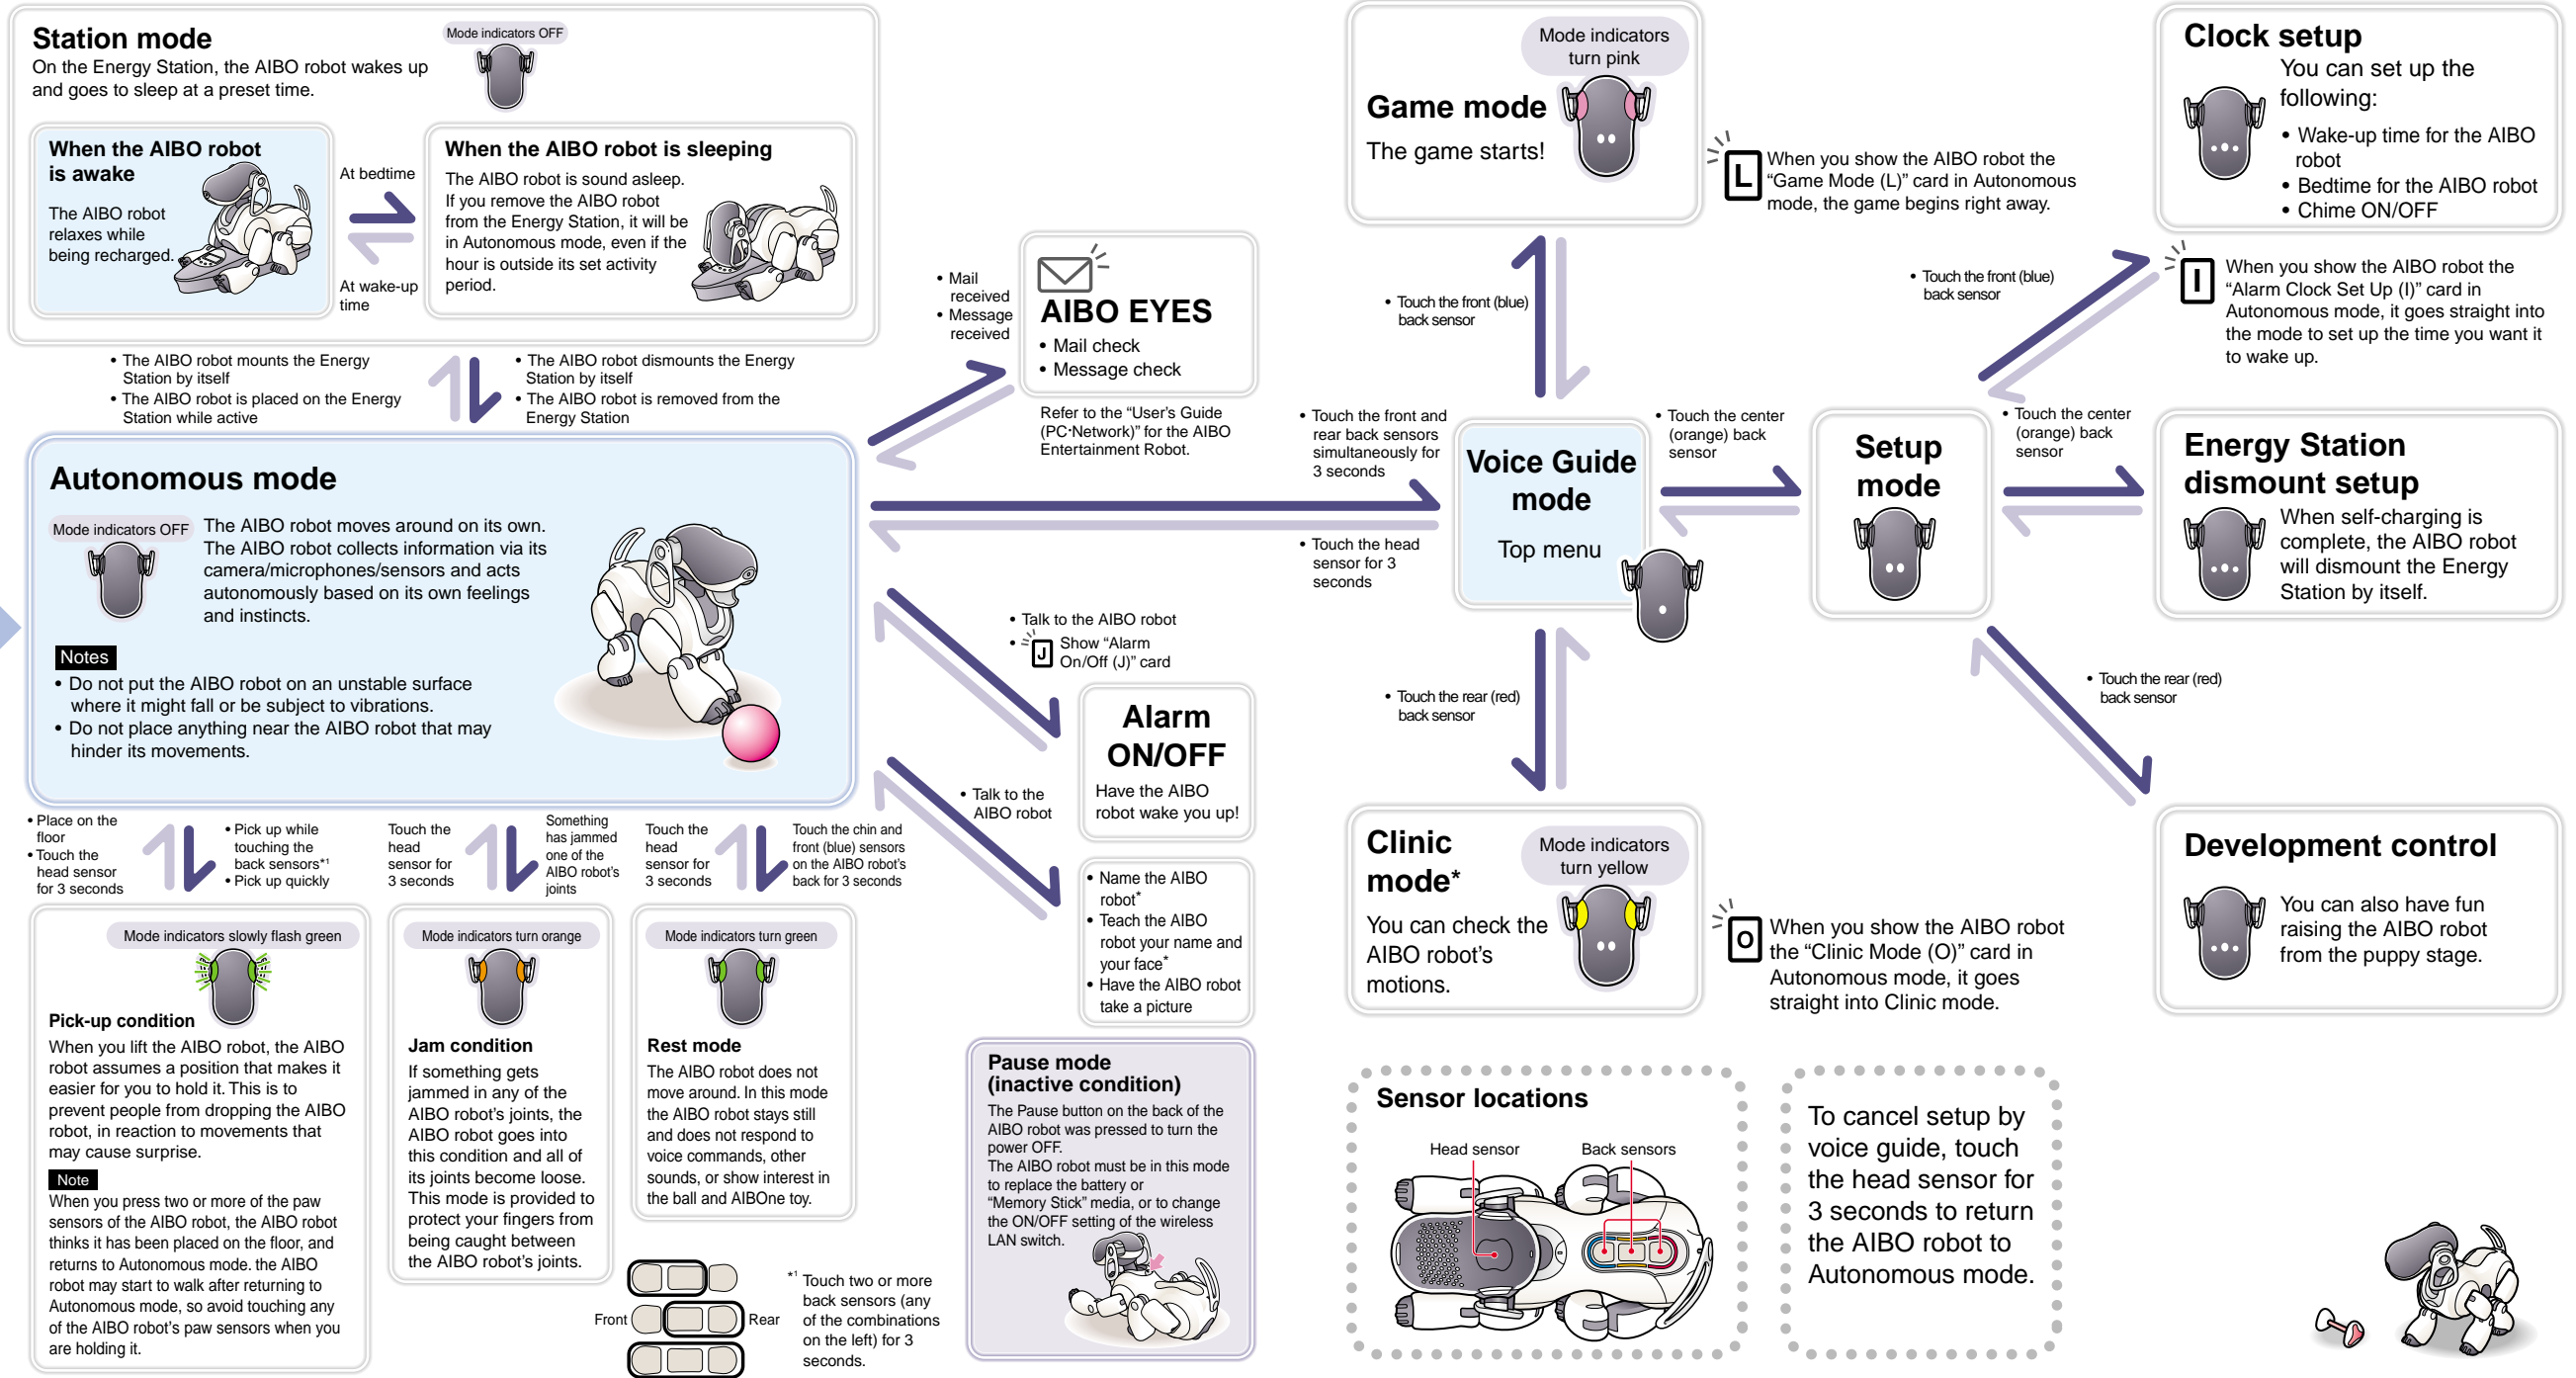 Station mode
On the Energy Station, the AIBO robot wakes up
and goes to sleep at a preset time.
Mode indicators OFF
When the AIBO robot
is awake
The AIBO robot
relaxes while
being recharged.
At bedtime
At wake-up
time
When the AIBO robot is sleeping
The AIBO robot is sound asleep.
If you remove the AIBO robot
from the Energy Station, it will be
in Autonomous mode, even if the
hour is outside its set activity
period.
• The AIBO robot mounts the Energy
Station by itself
• The AIBO robot is placed on the Energy
Station while active
• The AIBO robot dismounts the Energy
Station by itself
• The AIBO robot is removed from the
Energy Station
Autonomous mode
Mode indicators OFF
The AIBO robot moves around on its own.
The AIBO robot collects information via its
camera/microphones/sensors and acts
autonomously based on its own feelings
and instincts.
Notes
• Do not put the AIBO robot on an unstable surface
where it might fall or be subject to vibrations.
• Do not place anything near the AIBO robot that may
hinder its movements.
• Place on the
floor
• Touch the
head sensor
for 3 seconds
• Pick up while
touching the
back sensors*1
• Pick up quickly
Touch the
head
sensor for
3 seconds
Something
has jammed
one of the
AIBO robot's
joints
Touch the
head
sensor for
3 seconds
Touch the chin and
front (blue) sensors
on the AIBO robot's
back for 3 seconds
Mode indicators slowly flash green
Pick-up condition
When you lift the AIBO robot, the AIBO
robot assumes a position that makes it
easier for you to hold it. This is to
prevent people from dropping the AIBO
robot, in reaction to movements that
may cause surprise.
Note
When you press two or more of the paw
sensors of the AIBO robot, the AIBO robot
thinks it has been placed on the floor, and
returns to Autonomous mode. the AIBO
robot may start to walk after returning to
Autonomous mode, so avoid touching any
of the AIBO robot's paw sensors when you
are holding it.
Mode indicators turn orange
Jam condition
If something gets
jammed in any of the
AIBO robot's joints, the
AIBO robot goes into
this condition and all of
its joints become loose.
This mode is provided to
protect your fingers from
being caught between
the AIBO robot's joints.
Mode indicators turn green
Rest mode
The AIBO robot does not
move around. In this mode
the AIBO robot stays still
and does not respond to
voice commands, other
sounds, or show interest in
the ball and AIBOne toy.
Front
Rear
*1 Touch two or more
back sensors (any
of the combinations
on the left) for 3
seconds.
• Mail
received
• Message
received
AIBO EYES
• Mail check
• Message check
Refer to the “User's Guide
(PC·Network)” for the AIBO
Entertainment Robot.
• Touch the front and
rear back sensors
simultaneously for
3 seconds
• Touch the head
sensor for 3
seconds
• Talk to the AIBO robot
• J Show “Alarm
On/Off (J)” card
Alarm
ON/OFF
Have the AIBO
robot wake you up!
• Talk to the
AIBO robot
• Name the AIBO
robot*
• Teach the AIBO
robot your name and
your face*
• Have the AIBO robot
take a picture
Pause mode
(inactive condition)
The Pause button on the back of the
AIBO robot was pressed to turn the
power OFF.
The AIBO robot must be in this mode
to replace the battery or
“Memory Stick” media, or to change
the ON/OFF setting of the wireless
LAN switch.
Game mode
The game starts!
Mode indicators
turn pink
L
When you show the AIBO robot the
“Game Mode (L)” card in Autonomous
mode, the game begins right away.
• Touch the front (blue)
back sensor
Voice Guide
mode
Top menu
• Touch the center
(orange) back
sensor
Setup
mode
• Touch the rear (red)
back sensor
Clinic
mode*
You can check the
AIBO robot's
motions.
Mode indicators
turn yellow
O
When you show the AIBO robot
the “Clinic Mode (O)” card in
Autonomous mode, it goes
straight into Clinic mode.
Clock setup
You can set up the
following:
• Wake-up time for the AIBO
robot
• Bedtime for the AIBO robot
• Chime ON/OFF
• Touch the front (blue)
back sensor
I
When you show the AIBO robot the
“Alarm Clock Set Up (I)” card in
Autonomous mode, it goes straight into
the mode to set up the time you want it
to wake up.
• Touch the center
(orange) back
sensor
Energy Station
dismount setup
When self-charging is
complete, the AIBO robot
will dismount the Energy
Station by itself.
• Touch the rear (red)
back sensor
Development control
You can also have fun
raising the AIBO robot
from the puppy stage.
Sensor locations
Head sensor
Back sensors
To cancel setup by
voice guide, touch
the head sensor for
3 seconds to return
the AIBO robot to
Autonomous mode.